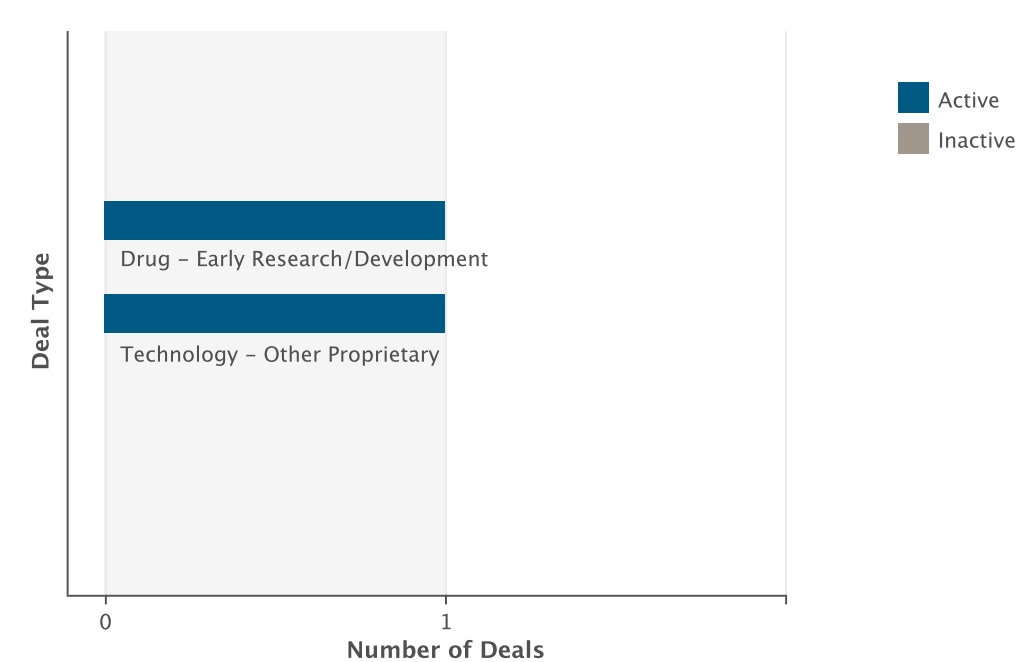 Active
Inactive
Drug – Early Research/Development
Technology – Other Proprietary
Deal Type
0 1
Number of Deals